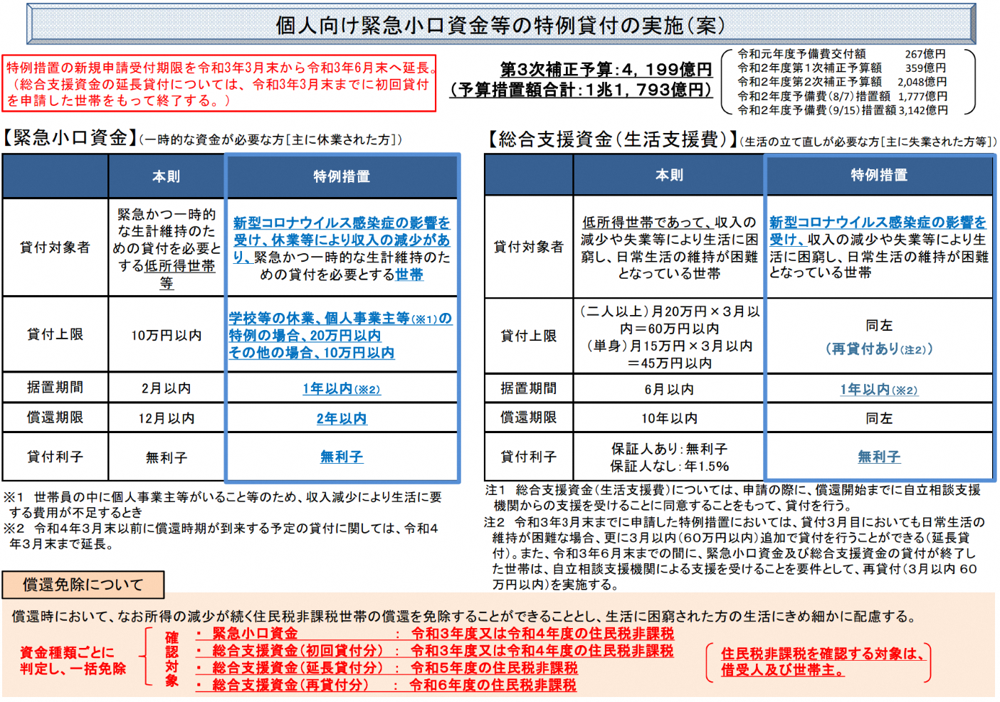 個人向け緊急小口資金等の特例貸付の実施（案）
特例措置の新規申請受付期限を令和3年3月末から令和3年6月末へ延長。
（総合支援資金の延長貸付については、令和3年3月末までに初回貸付
を申請した世帯をもって終了する。）
第３次補正予算：４，１９９億円
（予算措置額合計：１兆１，７９３億円）
令和元年度予備費交付額 267億円
令和２年度第１次補正予算額 359億円
令和２年度第２次補正予算額 2,048億円
令和２年度予備費（8/7）措置額 1,777億円
令和２年度予備費（9/15）措置額 3,142億円
【緊急小口資金】（一時的な資金が必要な方［主に休業された方］）
本則 特例措置
貸付対象者
緊急かつ一時的
な生計維持のた
めの貸付を必要と
する低所得世帯
等
新型コロナウイルス感染症の影響を
受け、休業等により収入の減少があ
り、緊急かつ一時的な生計維持のた
めの貸付を必要とする世帯
貸付上限
10万円以内
学校等の休業、個人事業主等（※１）の
特例の場合、20万円以内
その他の場合、10万円以内
据置期間 2月以内 1年以内（※２）
償還期限 12月以内 2年以内
貸付利子 無利子 無利子
※１　世帯員の中に個人事業主等がいること等のため、収入減少により生活に要
する費用が不足するとき
※２　令和４年３月末以前に償還時期が到来する予定の貸付に関しては、令和４
年３月末まで延長。
【総合支援資金（生活支援費）】（生活の立て直しが必要な方［主に失業された方等］）
本則 特例措置
貸付対象者
低所得世帯であって、収入の
減少や失業等により生活に困
窮し、日常生活の維持が困難
となっている世帯
新型コロナウイルス感染症の影響を
受け、収入の減少や失業等により生
活に困窮し、日常生活の維持が困難
となっている世帯
貸付上限
（二人以上）月20万円×３月以
内＝60万円以内
（単身）月15万円×３月以内
＝45万円以内
同左
（再貸付あり（注２））
据置期間 6月以内 1年以内（※２）
償還期限 10年以内 同左
貸付利子
保証人あり：無利子
保証人なし：年1.5％
無利子
注１　総合支援資金（生活支援費）については、申請の際に、償還開始までに自立相談支援
機関からの支援を受けることに同意することをもって、貸付を行う。
注２　令和３年３月末までに申請した特例措置においては、貸付３月目においても日常生活の
維持が困難な場合、更に３月以内（６０万円以内）追加で貸付を行うことができる（延長貸
付）。また、令和３年６月末までの間に、緊急小口資金及び総合支援資金の貸付が終了し
た世帯は、自立相談支援機関による支援を受けることを要件として、再貸付（３月以内 ６０
万円以内）を実施する。
償還免除について
償還時において、なお所得の減少が続く住民税非課税世帯の償還を免除することができることとし、生活に困窮された方の生活にきめ細かに配慮する。
資金種類ごとに
判定し、一括免除
確認対象
・ 緊急小口資金 ： 令和３年度又は令和４年度の住民税非課税
・ 総合支援資金（初回貸付分） ： 令和３年度又は令和４年度の住民税非課税
・ 総合支援資金（延長貸付分） ： 令和５年度の住民税非課税
・ 総合支援資金（再貸付分） ： 令和６年度の住民税非課税
住民税非課税を確認する対象は、
借受人及び世帯主。